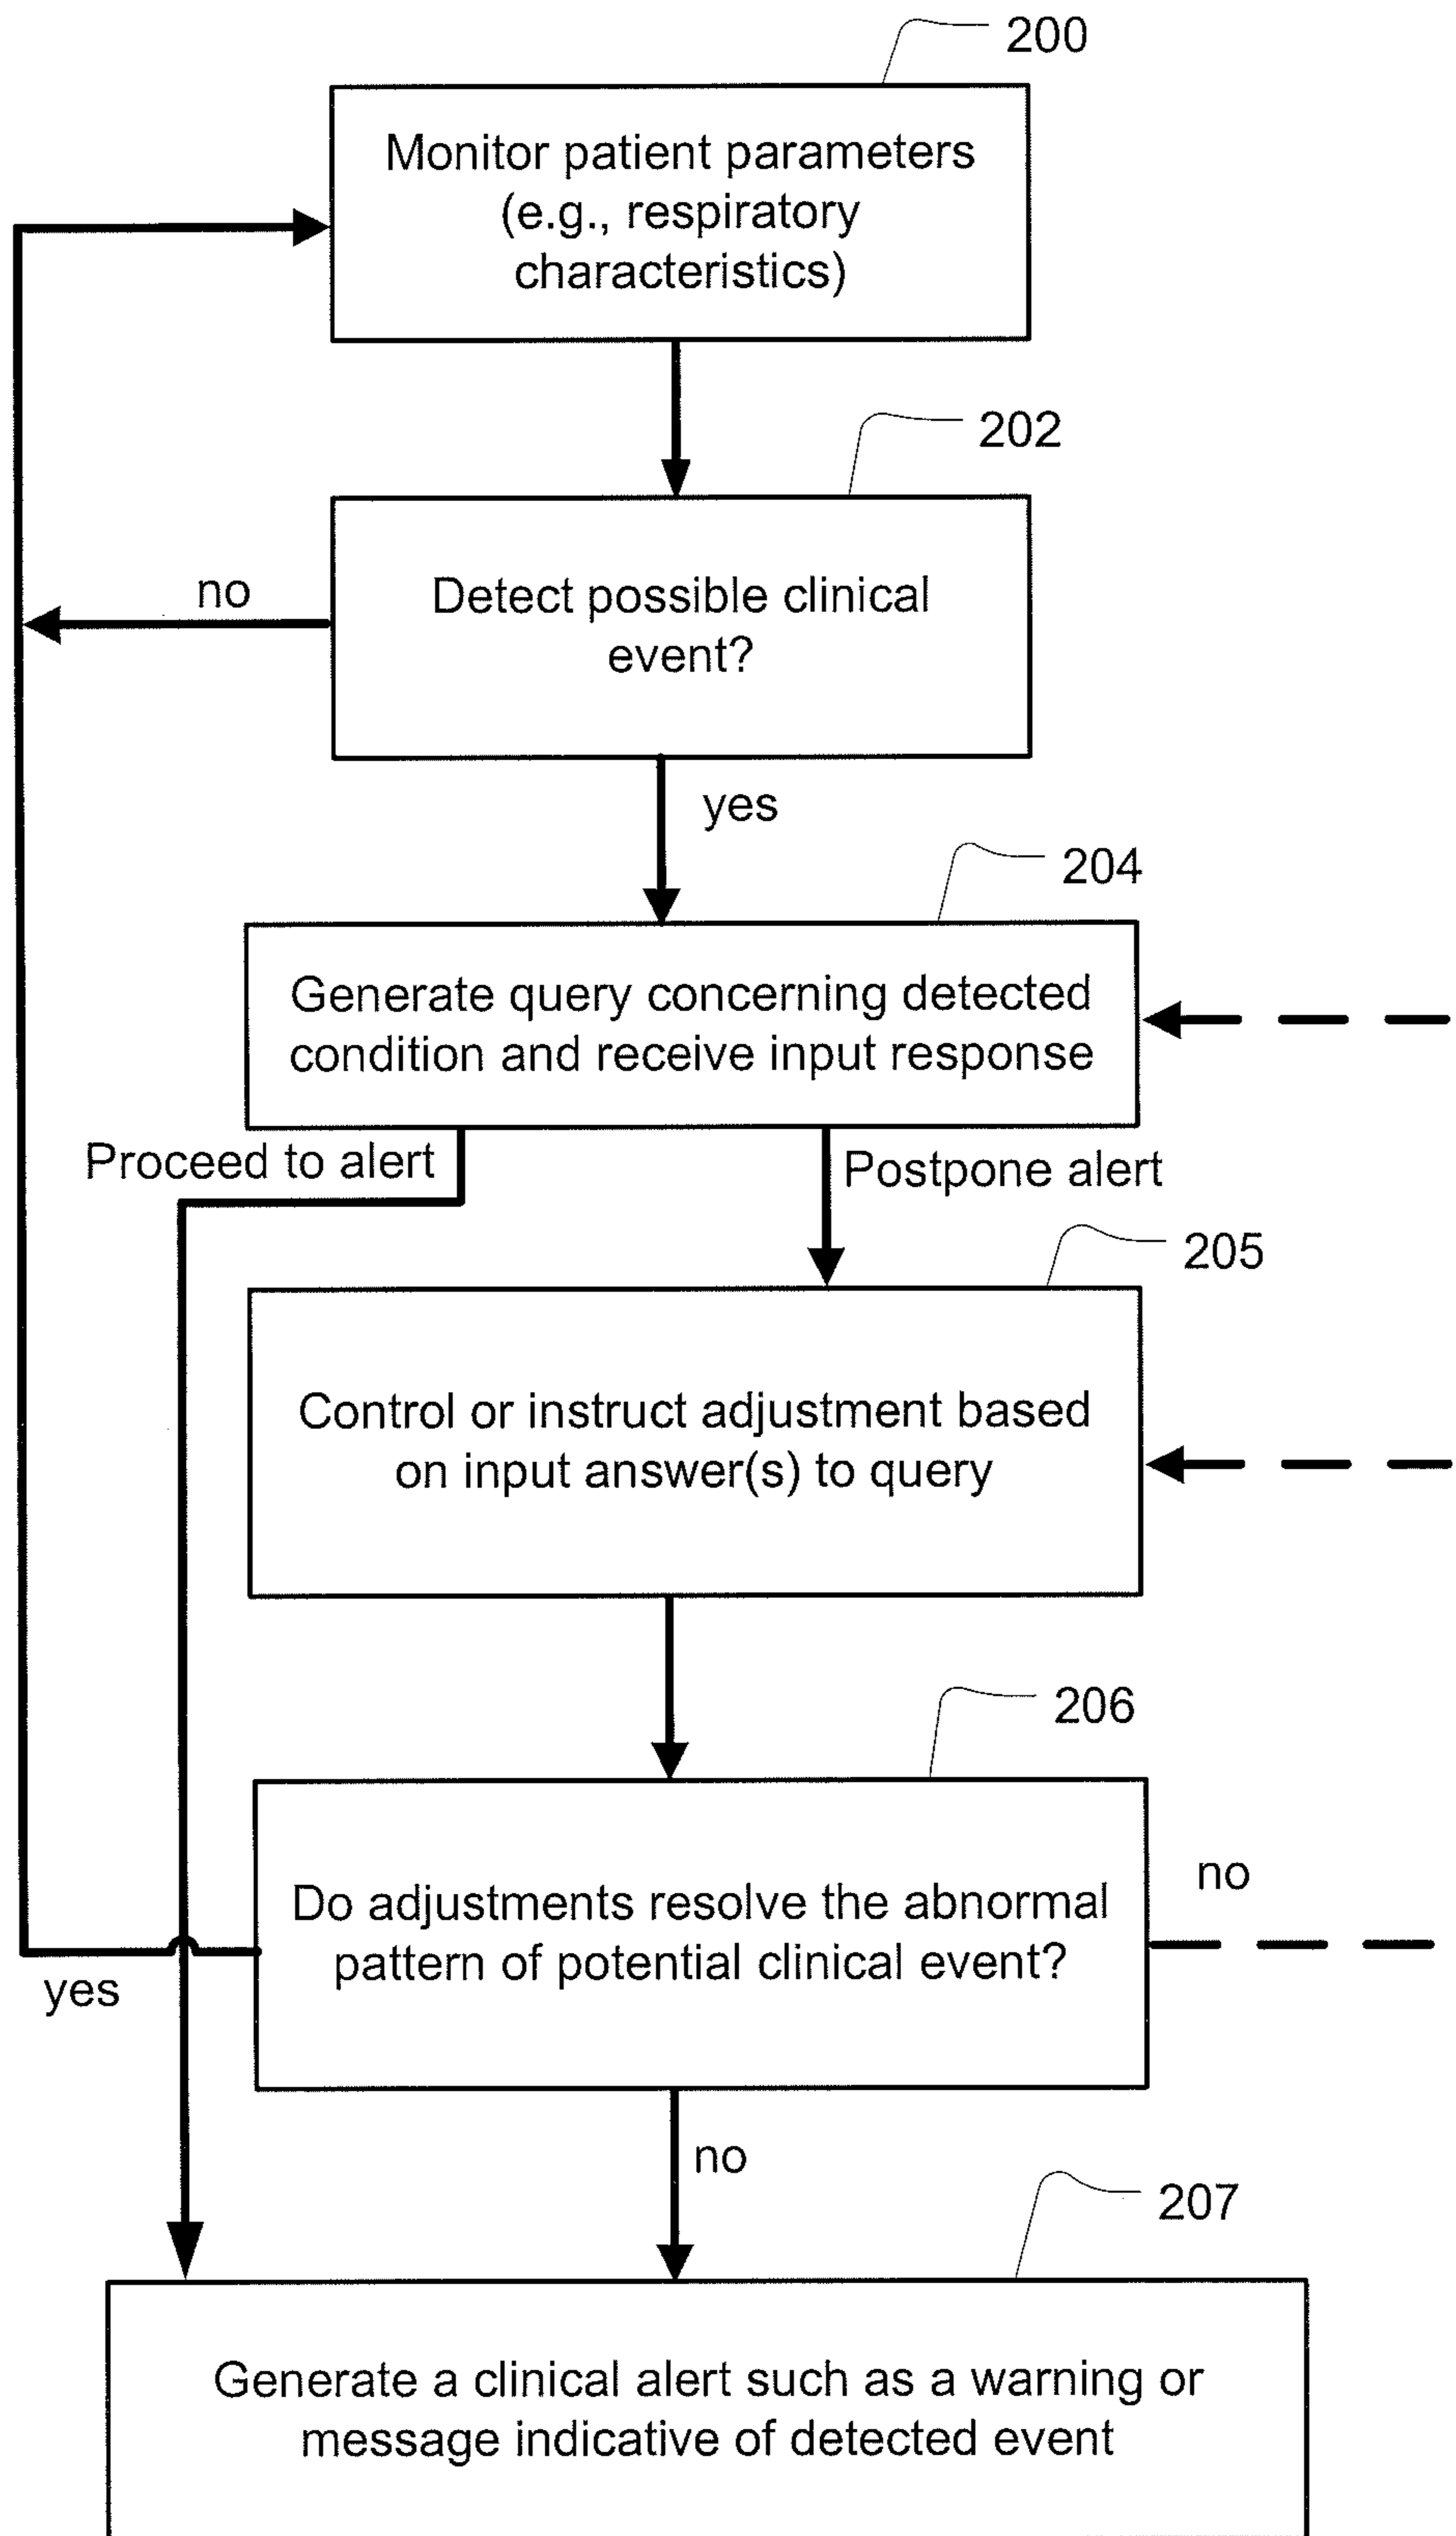 200
Monitor patient parameters
(e.g., respiratory
characteristics)
202
no
Detect possible clinical
event?
yes
204
Generate query concerning detected
condition and receive input response
Proceed to alert
Postpone alert
205
Control or instruct adjustment based
on input answer(s) to query
206
no
Do adjustments resolve the abnormal
pattern of potential clinical event?
yes
no
207
Generate a clinical alert such as a warning or
message indicative of detected event